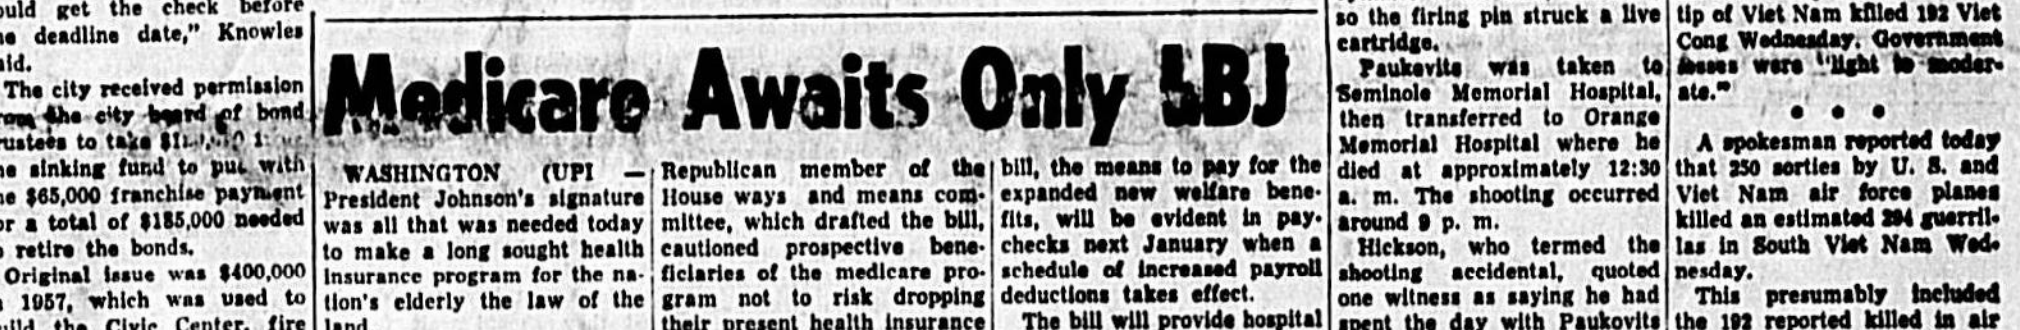 get the check before
deadline date," Knowles
The city received permission
the city board of bond
to take
sinking fund to put with
$65,000 franchise payment
a total of $185,000 needed
retire the bonds.
Original issue was $400,000
1957, which was used to
the Civic Center, fire
Medicare Awaits Only LBJ
WASHINGTON (UPI —
President Johnson's signature
was all that was needed today
to make a long sought health
insurance program for the na-
tion's elderly the law of the
land
Republican member of the
House ways and means com-
mittee, which drafted the bill,
cautioned prospective bene-
ficiaries of the medicare pro-
gram not to risk dropping
their present health insurance
bill, the means to pay for the
expanded new welfare bene-
fits, will be evident in pay-
checks next January when a
schedule of increased payroll
deductions takes effect.
The bill will provide hospital
so the firing pin struck a live
cartridge.
Paukovits was taken to
Seminole Memorial Hospital,
then transferred to Orange
Memorial Hospital where he
died at approximately 12:30
a. m. The shooting occurred
around 9 p. m.
Hickson, who termed the
shooting accidental, quoted
one witness as saying he had
spent the day with Paukovits
tip of Viet Nam killed 192 Viet
Cong Wednesday. Government
losses were "light to moder-
ate."
• • •
A spokesman reported today
that 250 sorties by U. S. and
Viet Nam air force planes
killed an estimated 294 guerril-
las in South Viet Nam Wed-
nesday.
This presumably included
the 192 reported killed in air